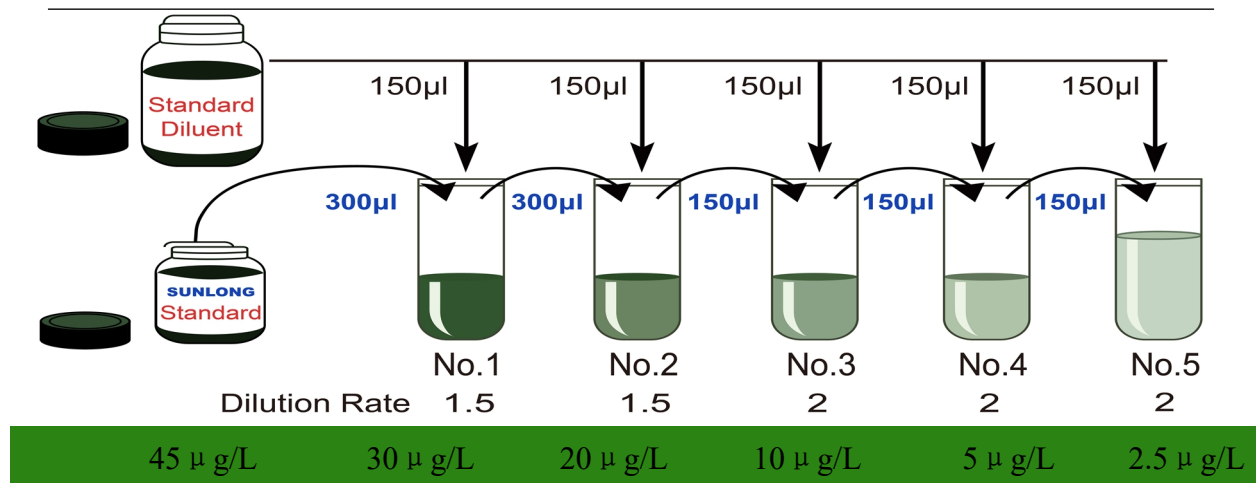 150μl 150μl 150μl 150μl 150μl
Standard
Diluent
300μl 300μl 150μl 150μl 150μl
SUNLONG
Standard
No.1 No.2 No.3 No.4 No.5
Dilution Rate 1.5 1.5 2 2 2
45 μ g/L 30 μ g/L 20 μ g/L 10 μ g/L 5 μ g/L 2.5 μ g/L